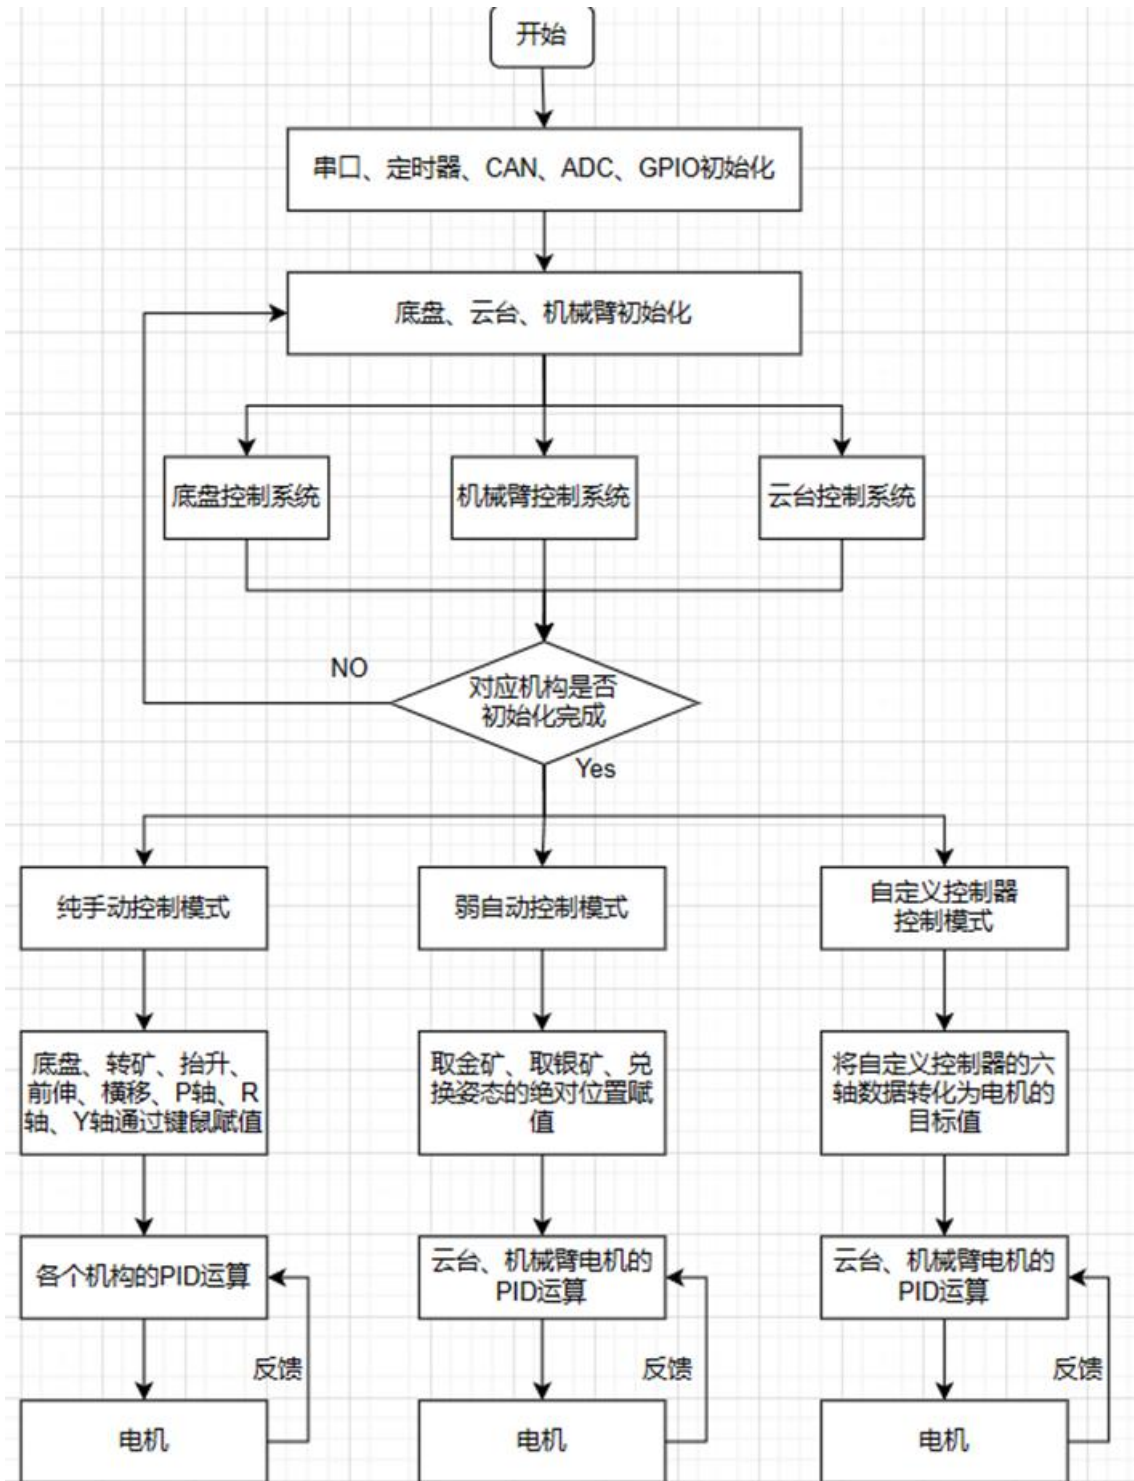 开始
串口、定时器、CAN、ADC、GPIO初始化
底盘、云台、机械臂初始化
底盘控制系统
机械臂控制系统
云台控制系统
NO
对应机构是否
初始化完成
Yes
纯手动控制模式
弱自动控制模式
自定义控制器
控制模式
底盘、转矿、抬升、
前伸、横移、P轴、R
轴、Y轴通过键鼠赋值
取金矿、取银矿、兑
换姿态的绝对位置赋
值
将自定义控制器的六
轴数据转化为电机的
目标值
各个机构的PID运算
云台、机械臂电机的
PID运算
云台、机械臂电机的
PID运算
反馈
反馈
反馈
电机
电机
电机